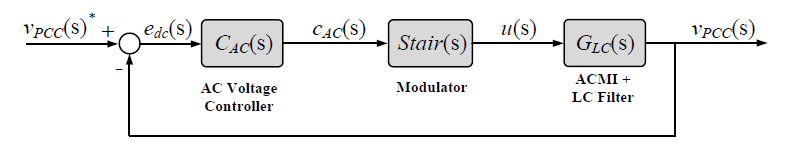 vPCC(s)* + edc(s) CAC(s) cAC(s) Stair(s) u(s) GLC(s) vPCC(s)
-
AC Voltage
Controller
Modulator
ACMI +
LC Filter